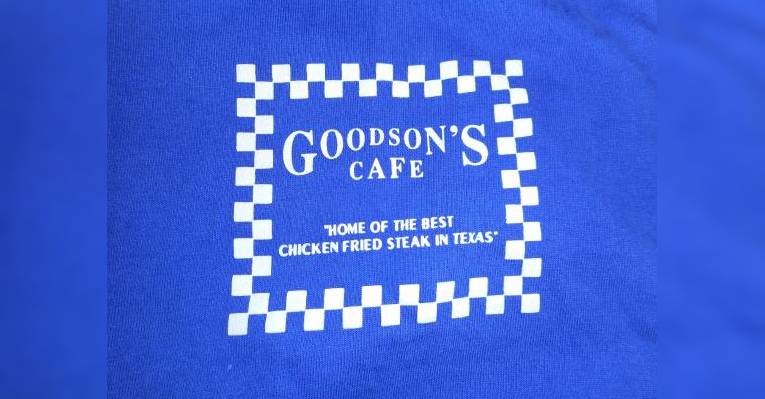 GOODSON'S
CAFE
"HOME OF THE BEST
CHICKEN FRIED STEAK IN TEXAS"